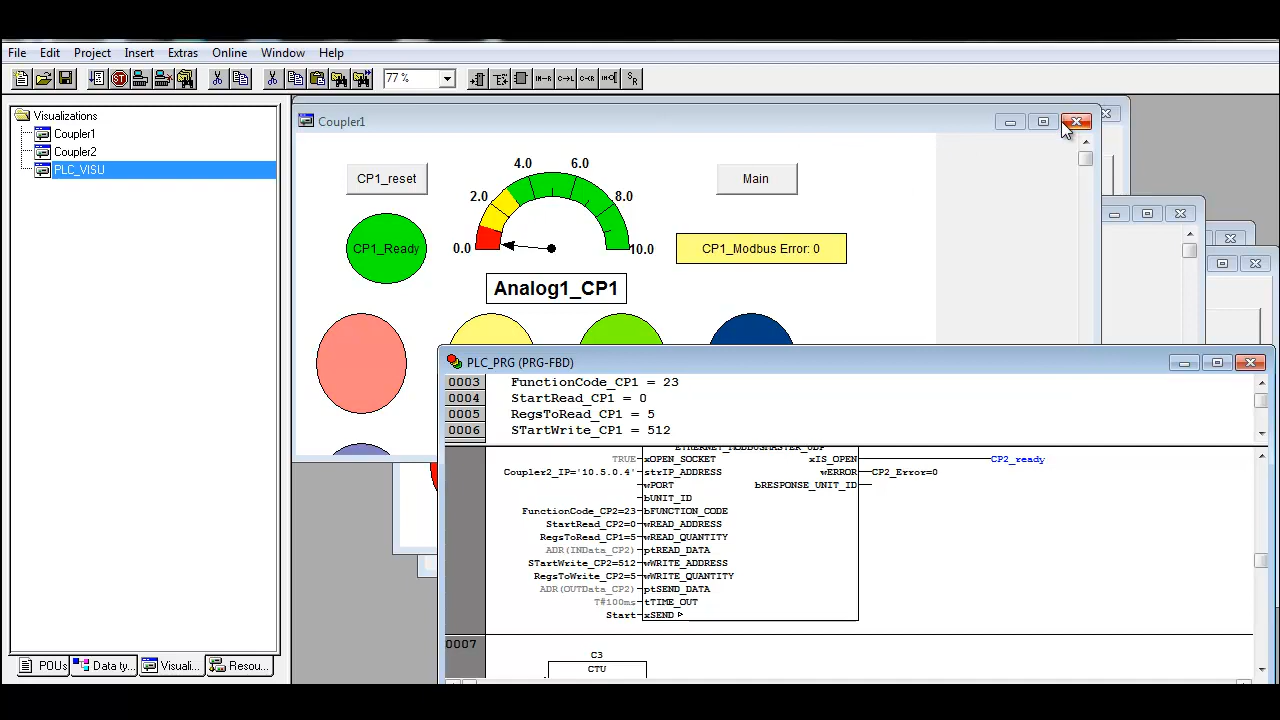 File Edit Project Insert Extras Online Window Help
77 %
Visualizations
Coupler1
Coupler2
PLC_VISU
POUs Data ty... Visuali... Resou...
Coupler1
CP1_reset
4.0 6.0
Main
2.0 8.0
CP1_Ready
0.0 10.0
CP1_Modbus Error: 0
Analog1_CP1
PLC_PRG (PRG-FBD)
0003 FunctionCode_CP1 = 23
0004 StartRead_CP1 = 0
0005 RegsToRead_CP1 = 5
0006 STartWrite_CP1 = 512
ETHERNET_MODBUSMASTER_UDP
TRUE xOPEN_SOCKET xIS_OPEN CP2_ready
Coupler2_IP='10.5.0.4' strIP_ADDRESS wERROR CP2_Error=0
wPORT bRESPONSE_UNIT_ID
bUNIT_ID
FunctionCode_CP2=23 bFUNCTION_CODE
StartRead_CP2=0 wREAD_ADDRESS
RegsToRead_CP1=5 wREAD_QUANTITY
ADR(INData_CP2) ptREAD_DATA
STartWrite_CP2=512 wWRITE_ADDRESS
RegsToWrite_CP2=5 wWRITE_QUANTITY
ADR(OUTData_CP2) ptSEND_DATA
T#100ms tTIME_OUT
Start xSEND
0007
C3
CTU